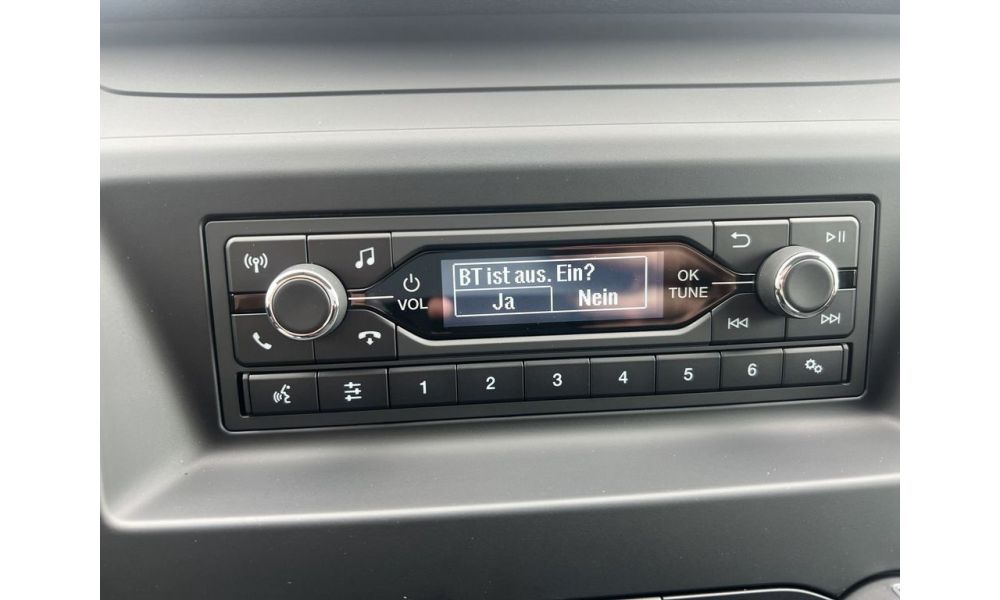 BT ist aus. Ein?
Ja Nein
VOL
OK
TUNE
1 2 3 4 5 6